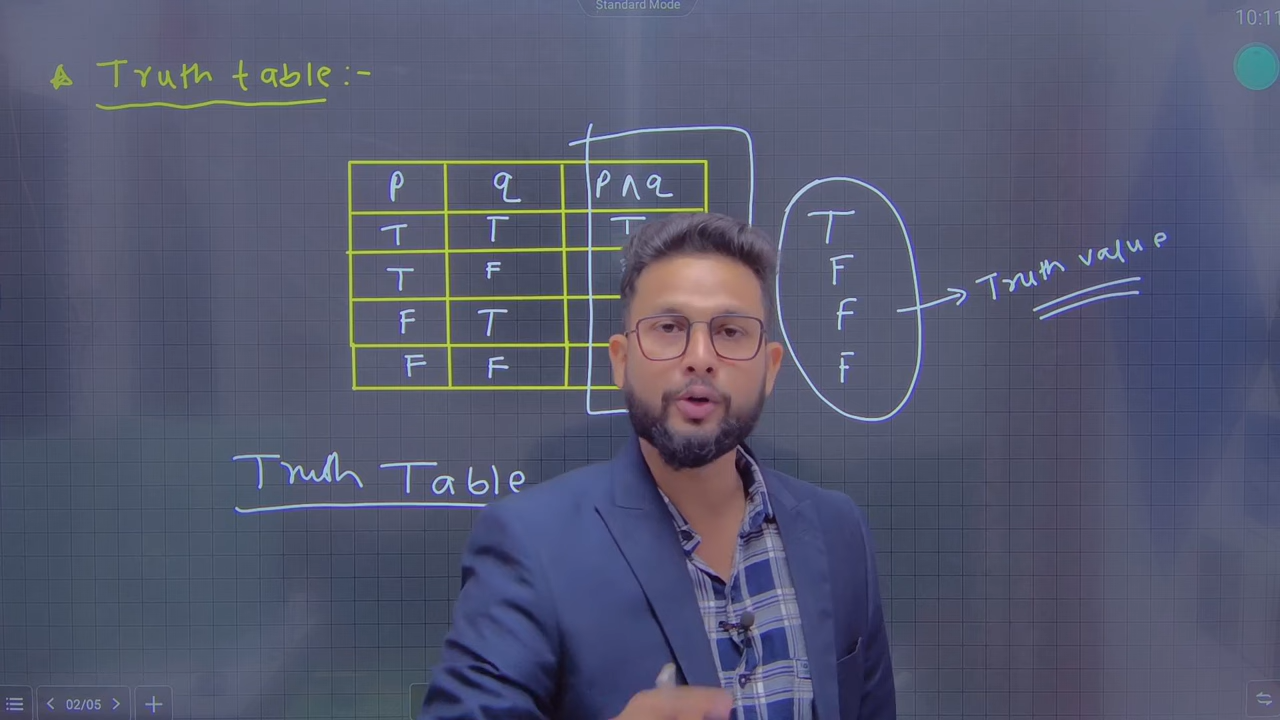 Standard Mode
10:11
Truth table:-
p q p∧q
T T T
T F
F T
F F
T
F
F
F
Truth value
Truth Table
02/05